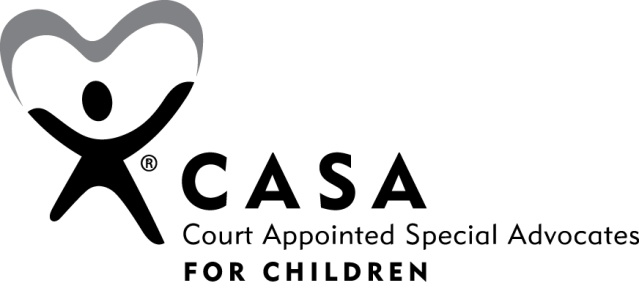 ® CASA
Court Appointed Special Advocates
FOR CHILDREN